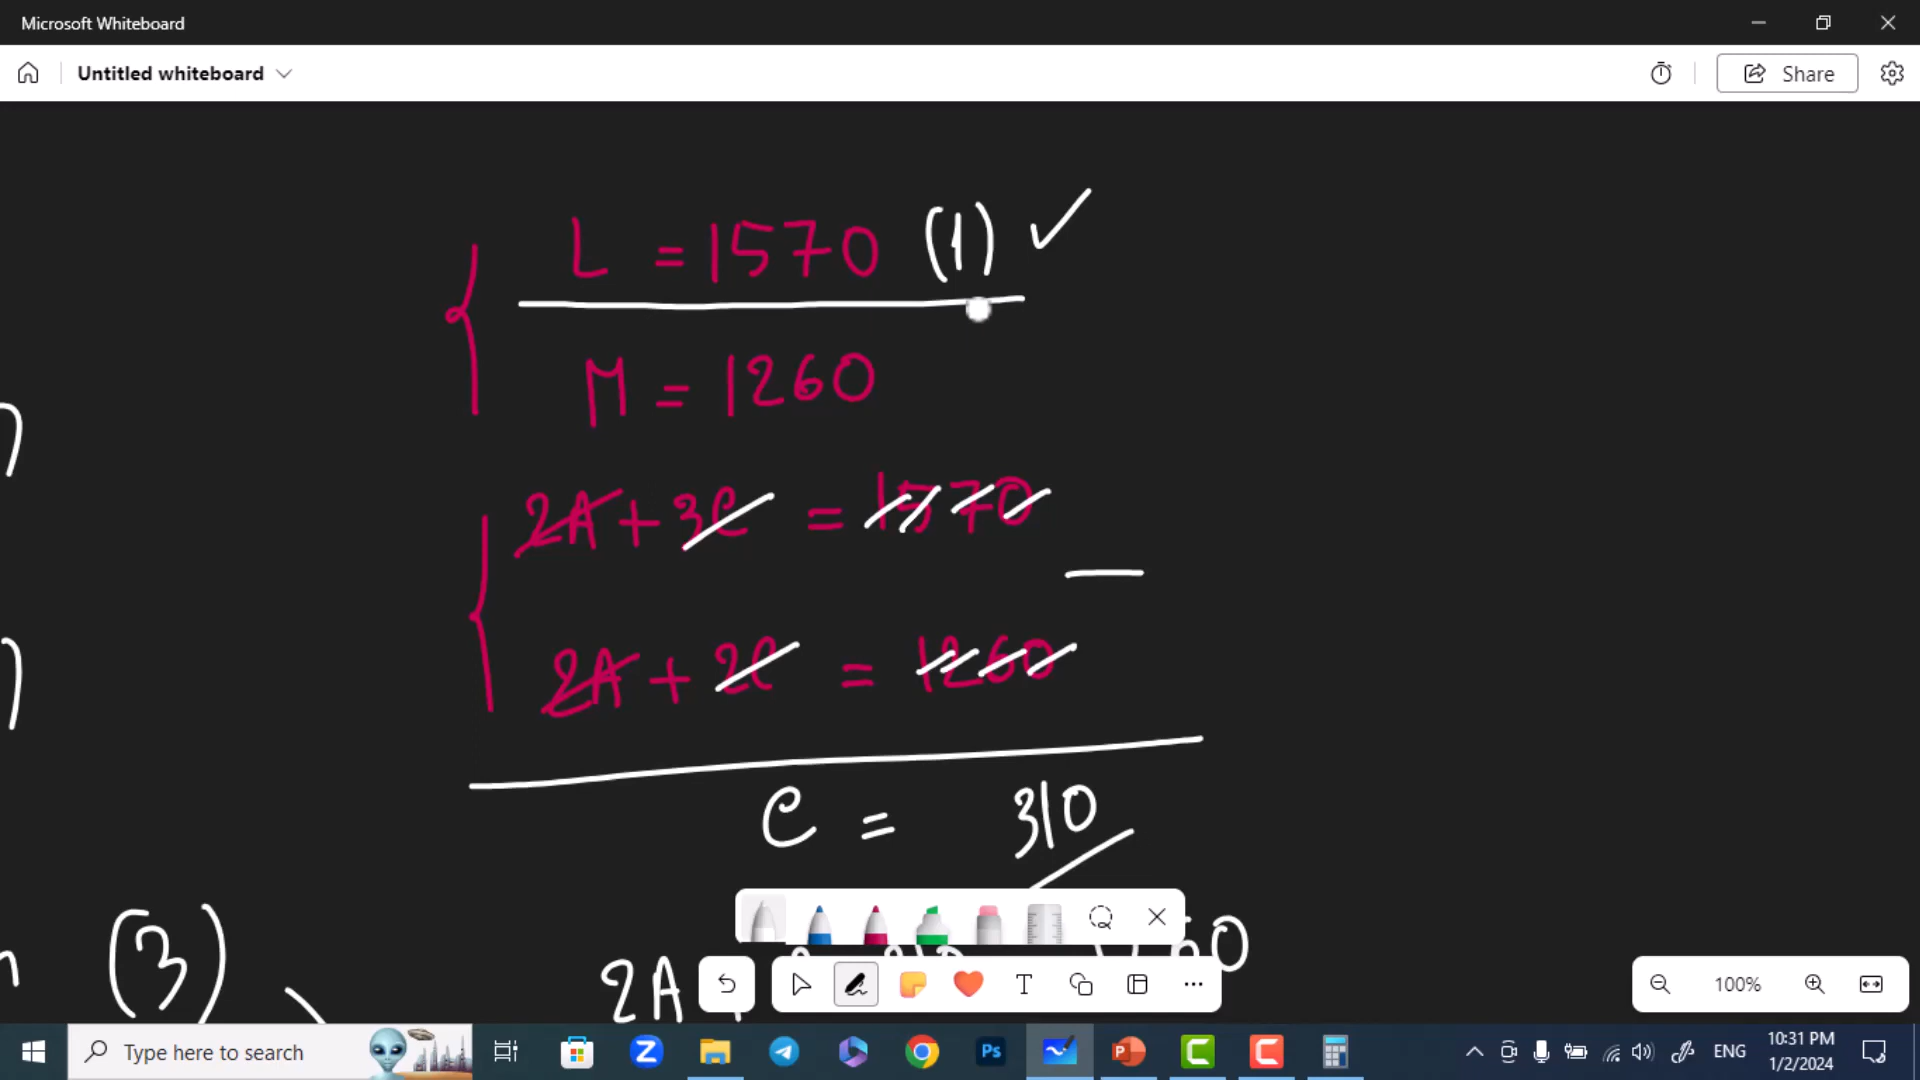 Microsoft Whiteboard
Untitled whiteboard
Share
L = 1570 (1) ✓
M = 1260
2A + 3C = 1570
2A + 2C = 1260
C = 310
(3)
2A
100%
Type here to search
ENG
10:31 PM
1/2/2024